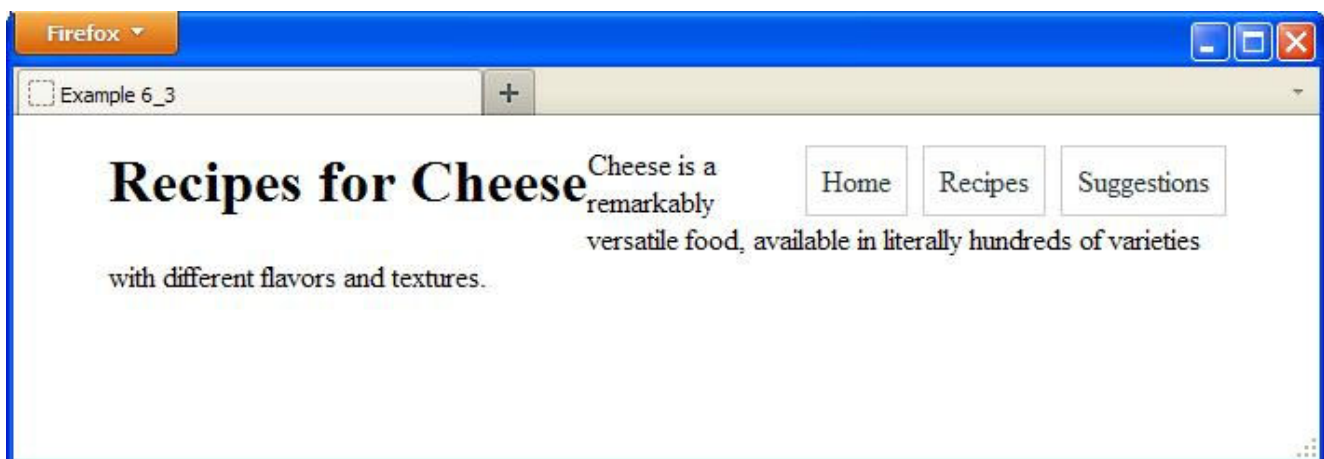 Firefox
Example 6_3
Recipes for Cheese
Cheese is a
remarkably
Home
Recipes
Suggestions
versatile food, available in literally hundreds of varieties
with different flavors and textures.